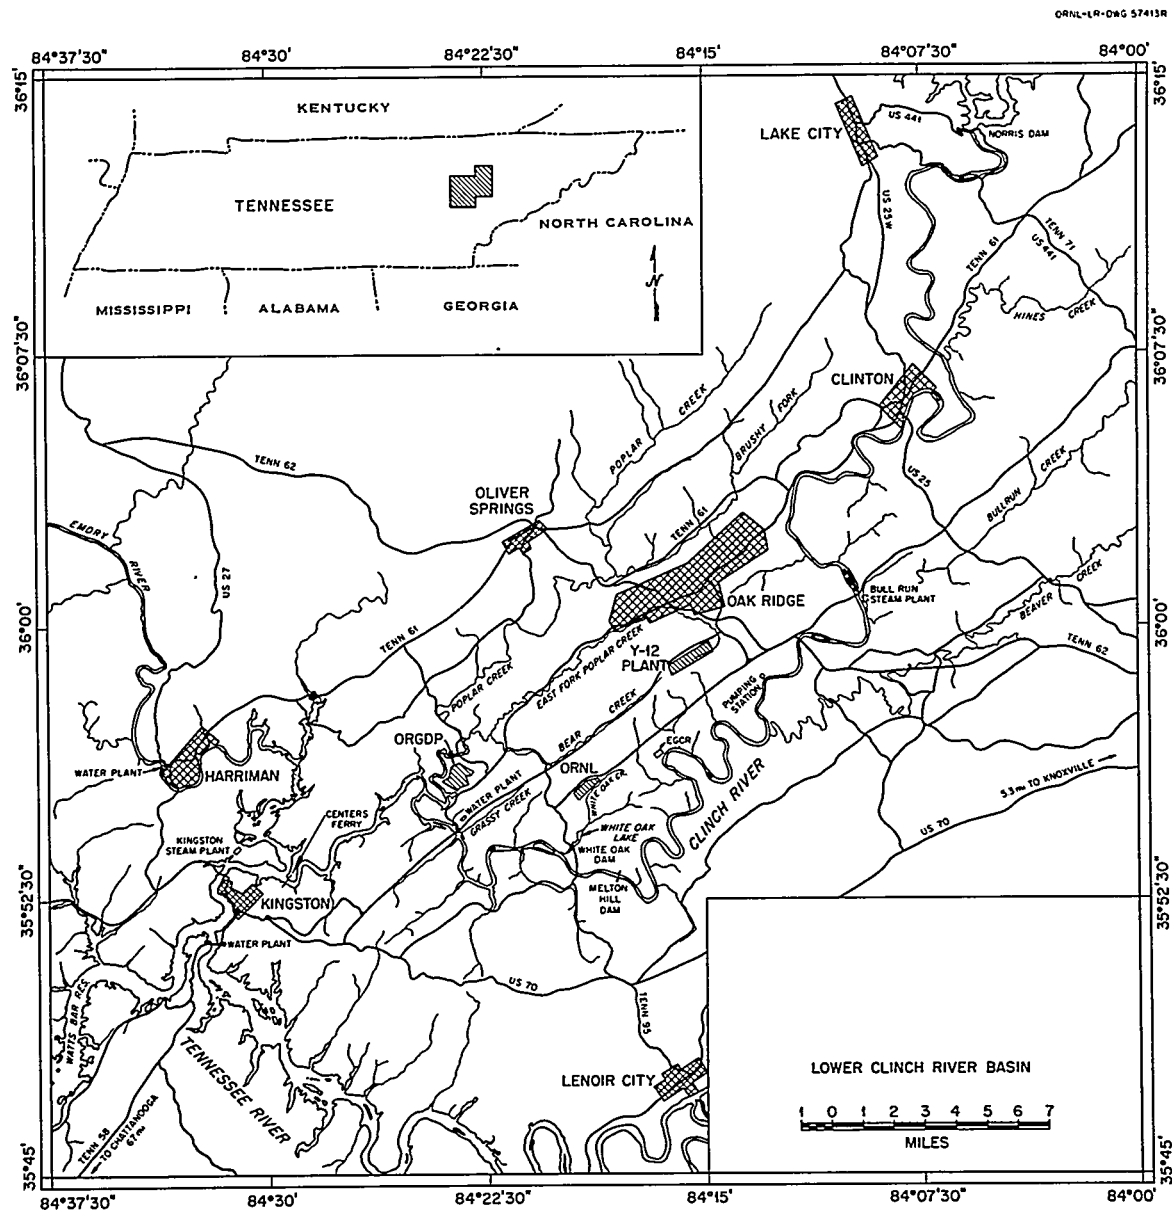 ORNL-LR-DWG 57413R
84°37'30" 84°30' 84°22'30" 84°15' 84°07'30" 84°00'
36°15'
36°15'
KENTUCKY
TENNESSEE
NORTH CAROLINA
N
MISSISSIPPI
ALABAMA
GEORGIA
LAKE CITY
US 441
NORRIS DAM
US 25W
TENN 61
TENN 71
US 441
HINES CREEK
36°07'30"
36°07'30"
CLINTON
POPLAR CREEK
BRUSHY FORK
TENN 62
US 25
BULLRUN CREEK
OLIVER
SPRINGS
TENN 61
EMORY RIVER
US 27
OAK RIDGE
BULL RUN
STEAM PLANT
BEAVER CREEK
36°00'
36°00'
TENN 61
Y-12
PLANT
TENN 62
POPLAR CREEK
EAST FORK POPLAR CREEK
PUMPING
STATION
BEAR CREEK
ORGDP
EGCR
ORNL
WATER PLANT
HARRIMAN
WATER PLANT
WHITE OAK CR.
GRASSY CREEK
CLINCH RIVER
5.3 mi TO KNOXVILLE
US 70
CENTERS
FERRY
KINGSTON
STEAM PLANT
WHITE OAK
LAKE
WHITE OAK
DAM
MELTON
HILL
DAM
35°52'30"
35°52'30"
KINGSTON
WATER PLANT
US 70
WATTS BAR RES.
TENN 95
TENNESSEE RIVER
LENOIR CITY
LOWER CLINCH RIVER BASIN
1 0 1 2 3 4 5 6 7
MILES
TENN 58
TO CHATTANOOGA
67 mi
35°45'
35°45'
84°37'30" 84°30' 84°22'30" 84°15' 84°07'30" 84°00'